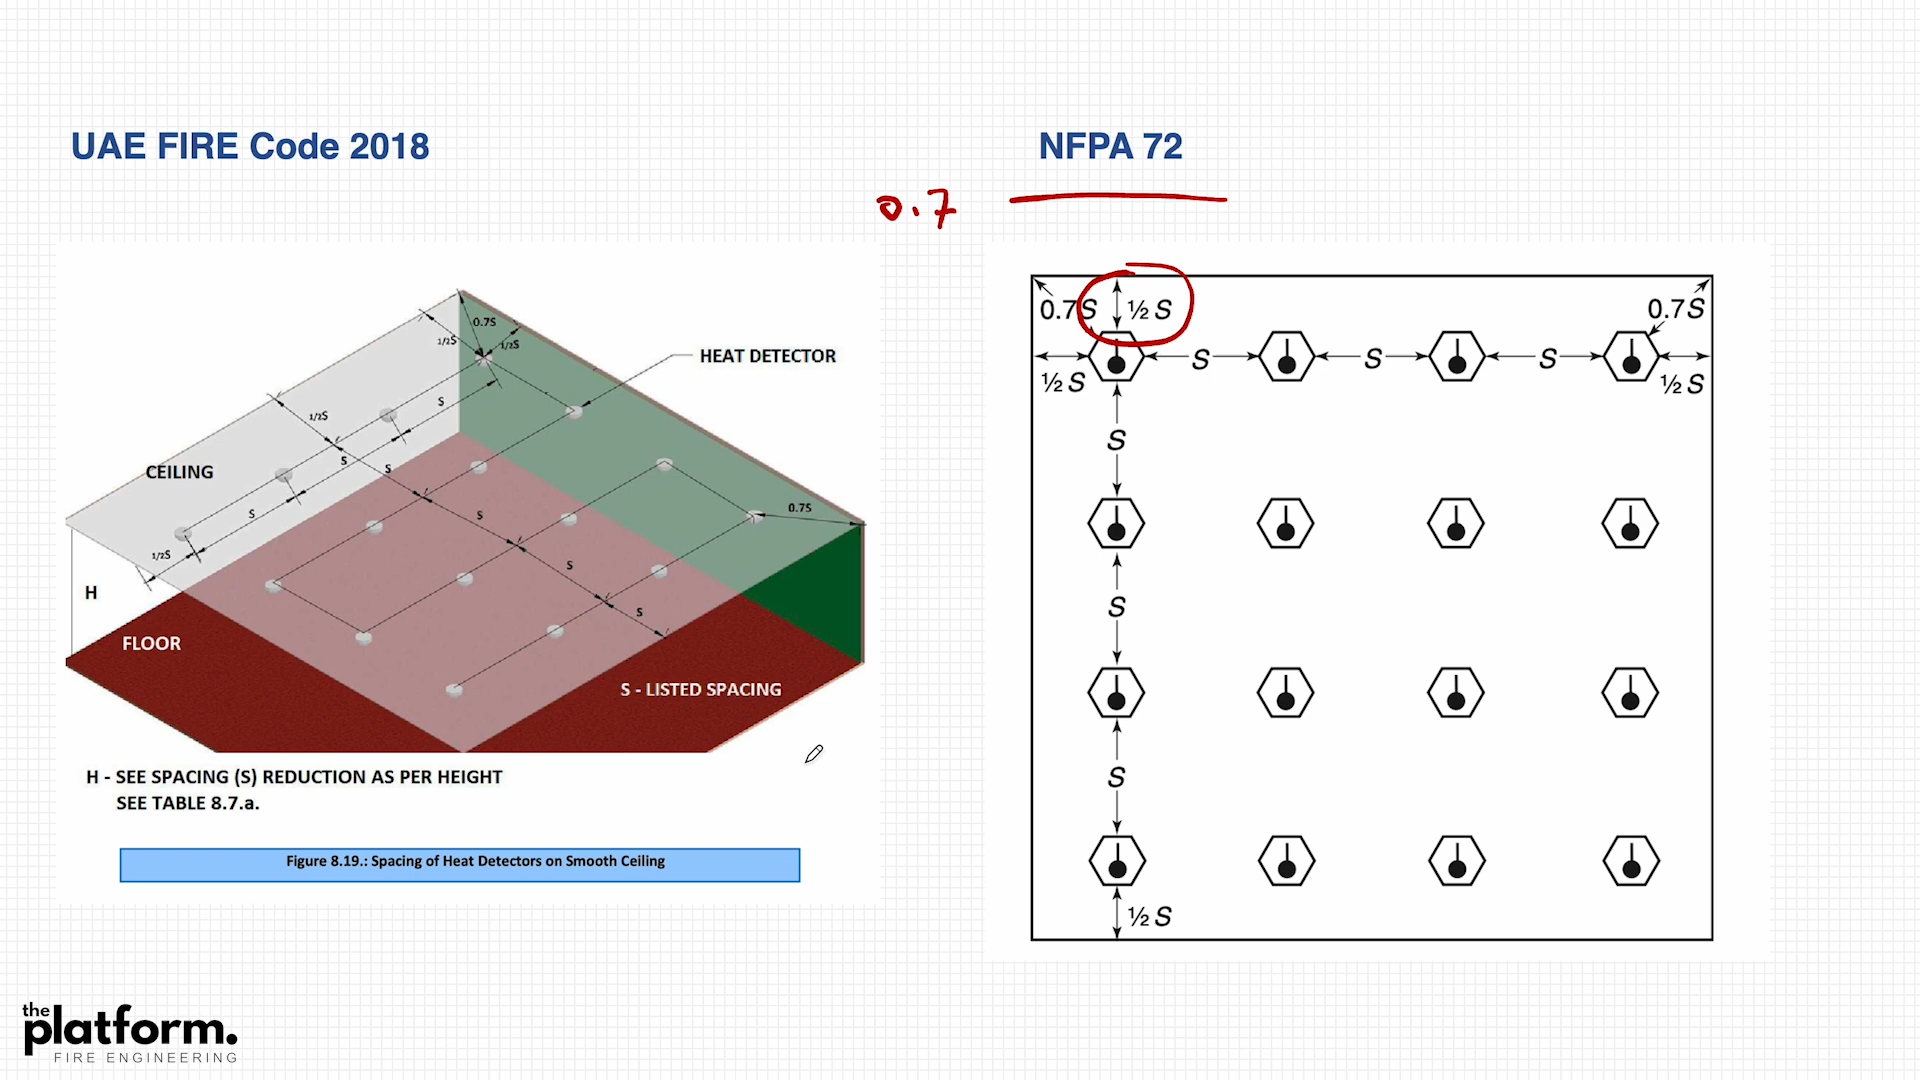 UAE FIRE Code 2018
NFPA 72
0.7
0.7S
1/2S
1/2S
HEAT DETECTOR
S
1/2S
CEILING
S
S
S
S
1/2S
0.7S
S
H
S
FLOOR
S - LISTED SPACING
H - SEE SPACING (S) REDUCTION AS PER HEIGHT
SEE TABLE 8.7.a.
Figure 8.19.: Spacing of Heat Detectors on Smooth Ceiling
0.7S
½ S
0.7S
½ S
S
S
S
½ S
S
S
S
½ S
the
platform.
FIRE ENGINEERING